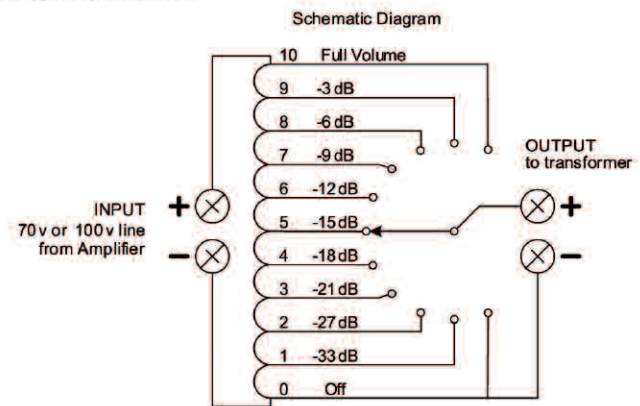 Schematic Diagram
10 Full Volume
9 -3 dB
8 -6 dB
7 -9 dB
6 -12 dB
5 -15 dB
4 -18 dB
3 -21 dB
2 -27 dB
1 -33 dB
0 Off
INPUT
70 v or 100 v line
from Amplifier
+
−
OUTPUT
to transformer
+
−